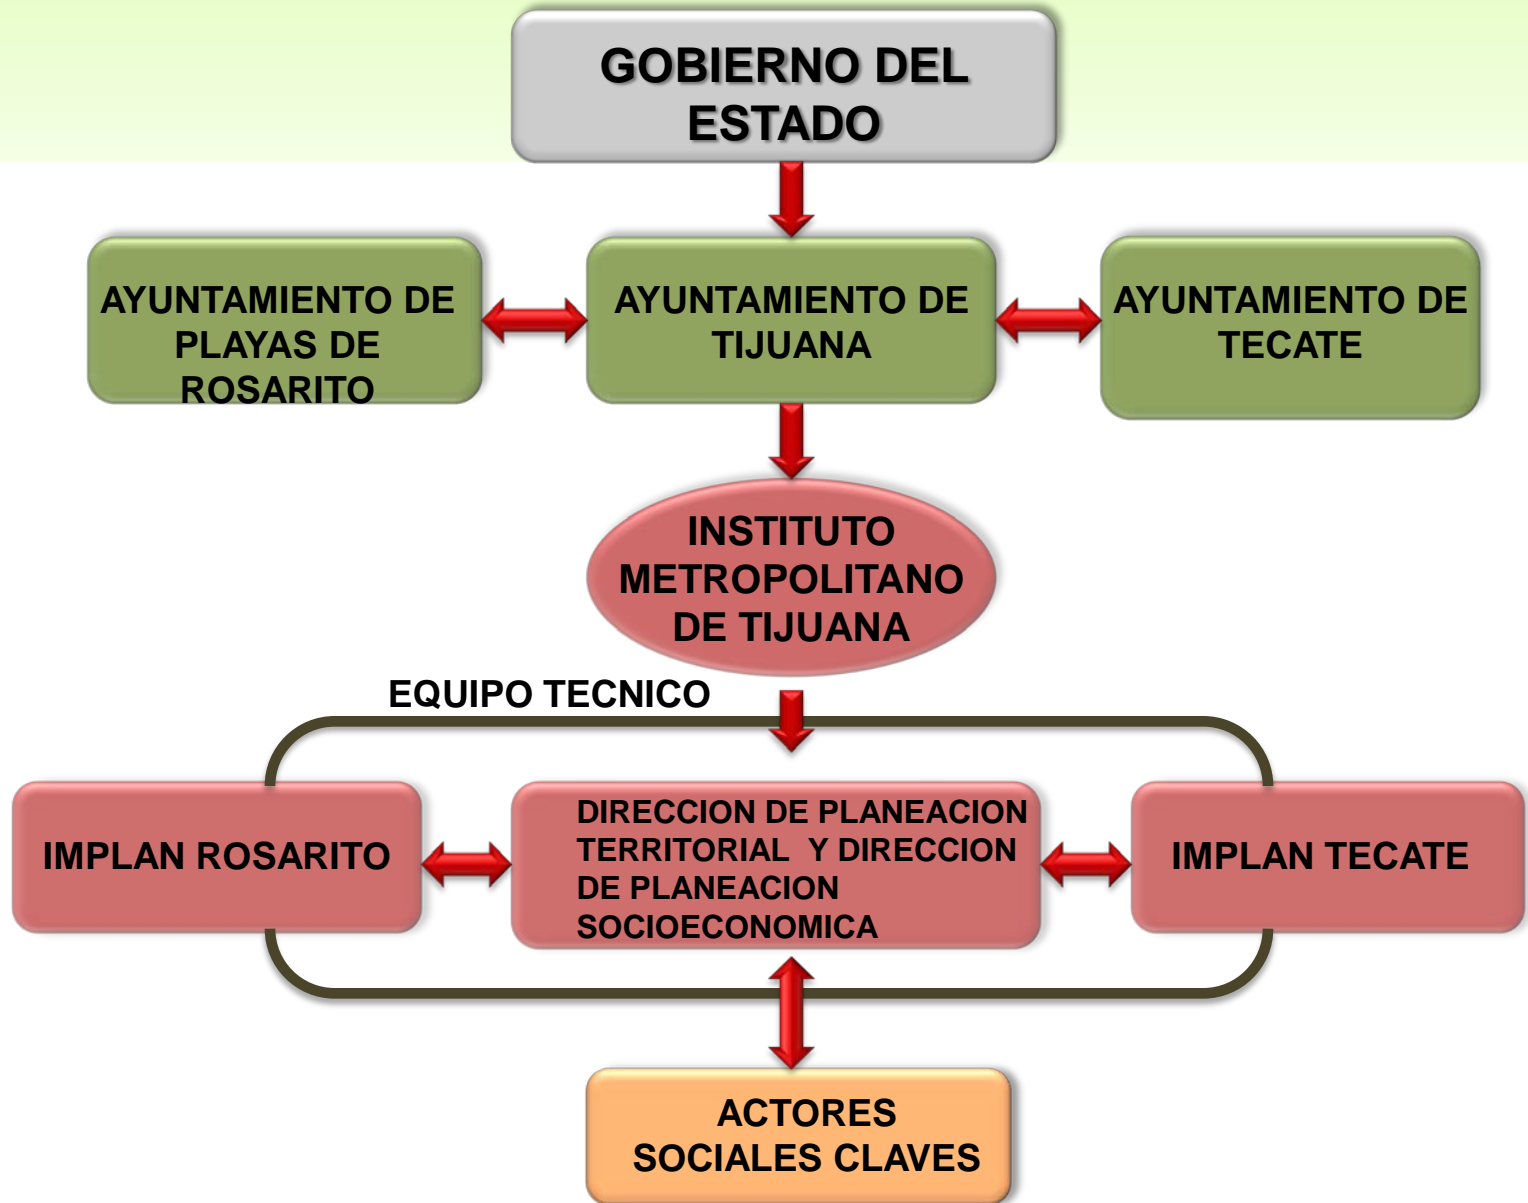 GOBIERNO DEL
ESTADO
AYUNTAMIENTO DE
PLAYAS DE
ROSARITO
AYUNTAMIENTO DE
TIJUANA
AYUNTAMIENTO DE
TECATE
INSTITUTO
METROPOLITANO
DE TIJUANA
EQUIPO TECNICO
IMPLAN ROSARITO
DIRECCION DE PLANEACION
TERRITORIAL Y DIRECCION
DE PLANEACION
SOCIOECONOMICA
IMPLAN TECATE
ACTORES
SOCIALES CLAVES